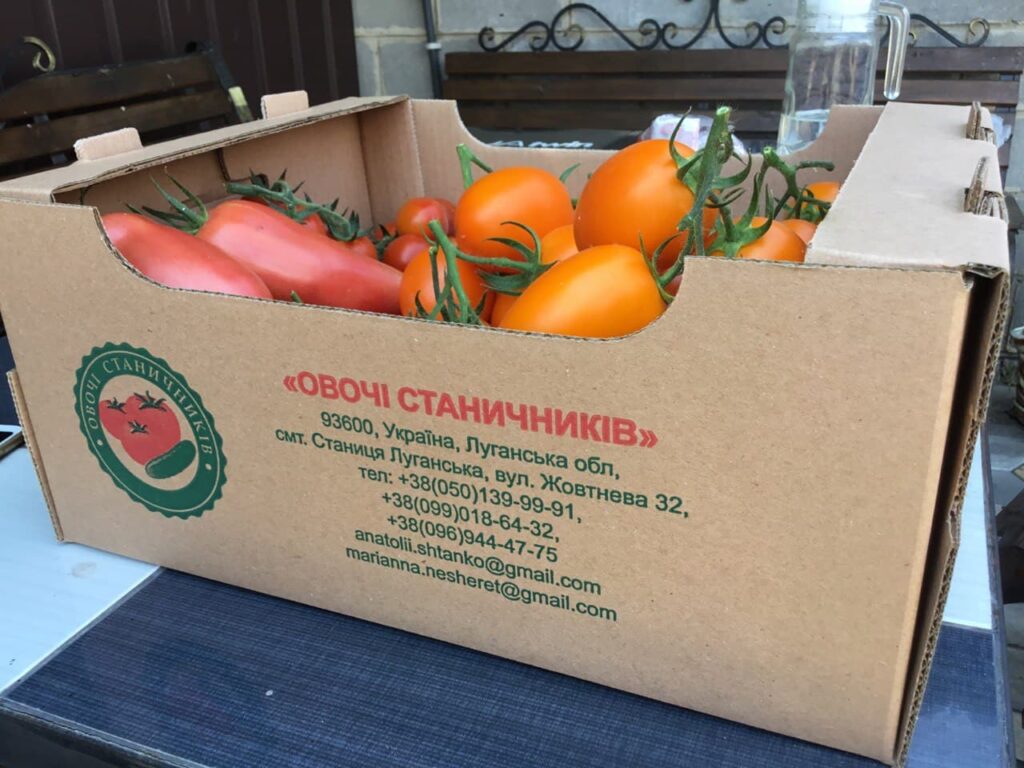 ОВОЧІ СТАНИЧНИКІВ
«ОВОЧІ СТАНИЧНИКІВ»
93600, Україна, Луганська обл,
смт. Станиця Луганська, вул. Жовтнева 32,
тел: +38(050)139-99-91,
+38(099)018-64-32,
+38(096)944-47-75
anatolii.shtanko@gmail.com
marianna.nesheret@gmail.com